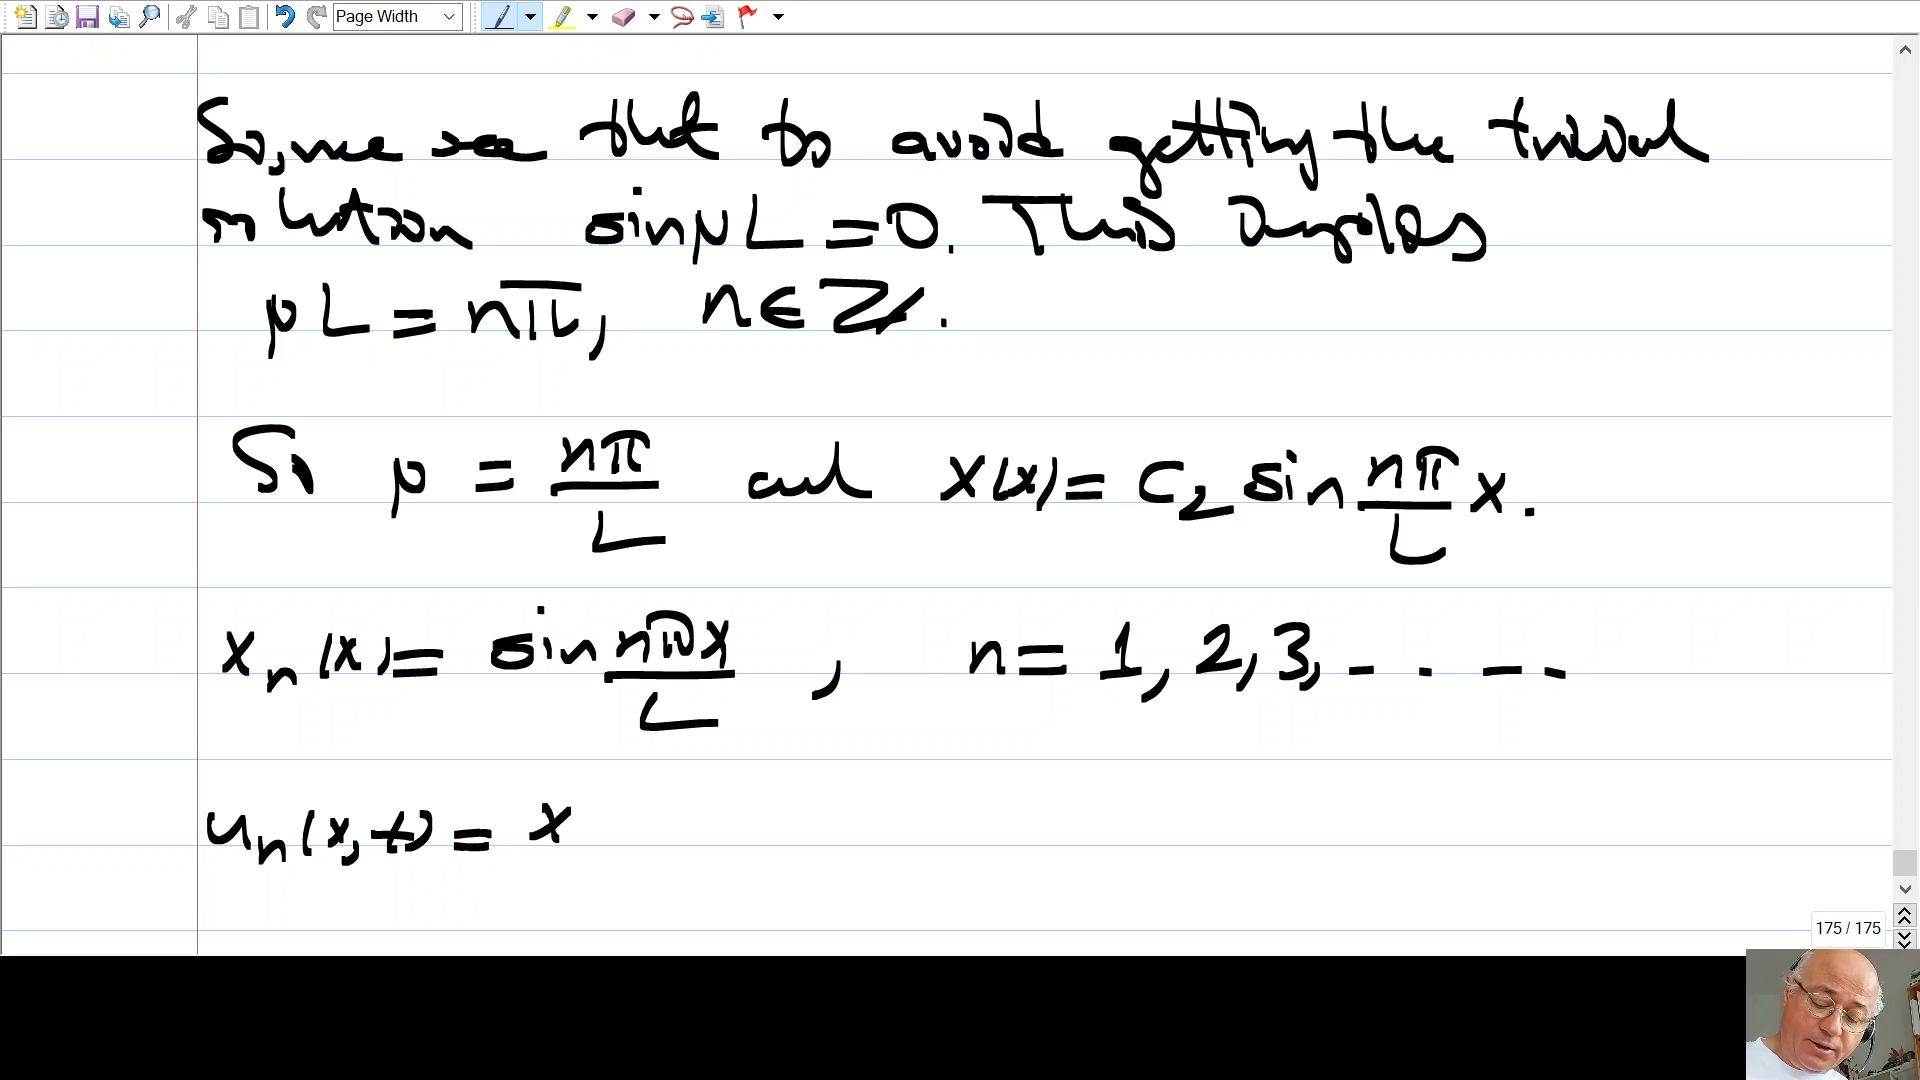 Page Width
So, we see that to avoid getting the trivial
solution sin μL = 0. This implies
μL = nπ, n ∈ ℤ.
So μ = nπ/L and X(x) = C₂ sin nπ/L x.
Xₙ(x) = sin nπx/L , n = 1, 2, 3, - . - -
uₙ(x,t) = X
175 / 175